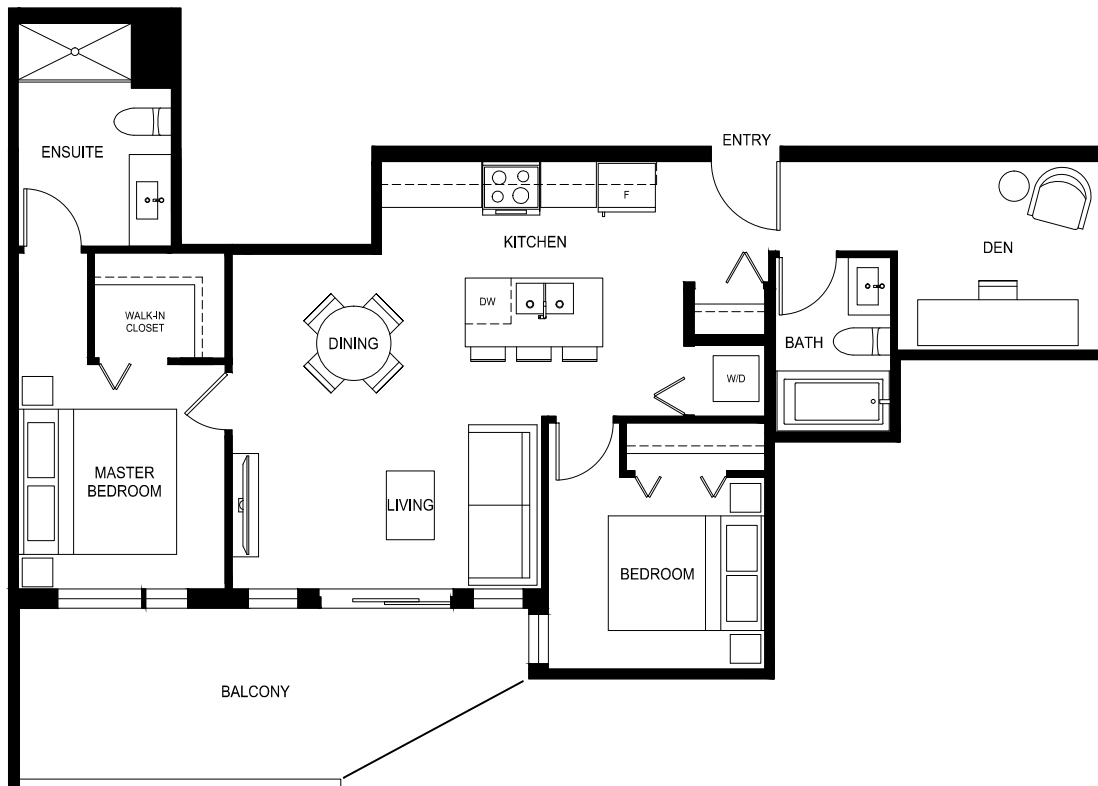 ENTRY
ENSUITE
F
KITCHEN
DEN
DW
WALK-IN
CLOSET
DINING
BATH
W/D
MASTER
BEDROOM
LIVING
BEDROOM
BALCONY